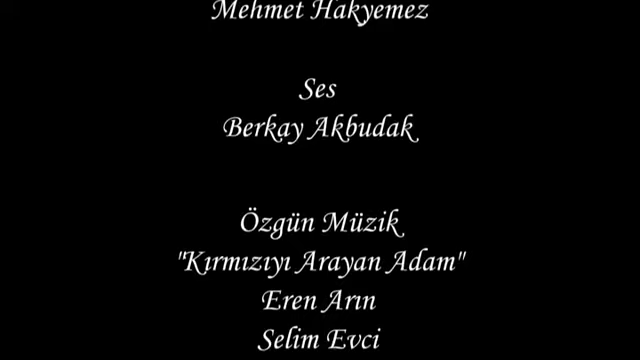 Mehmet Hakyemez
Ses
Berkay Akbudak
Özgün Müzik
"Kırmızıyı Arayan Adam"
Eren Arın
Selim Evci